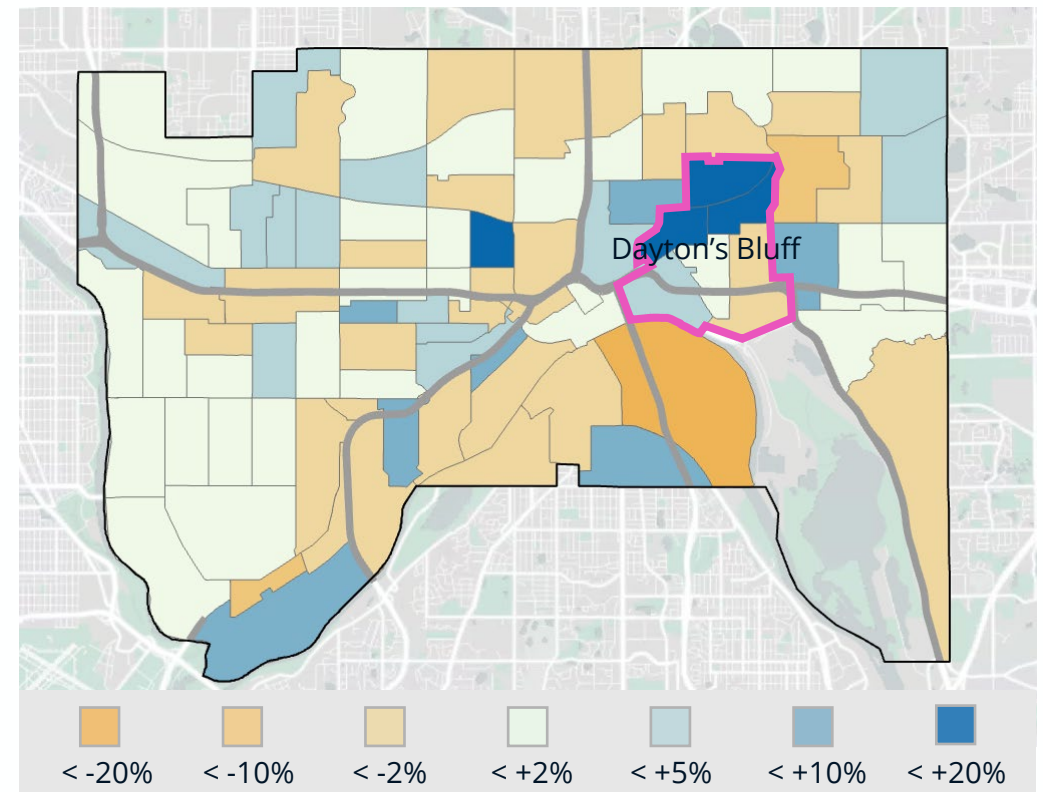 Dayton’s Bluff
< -20% < -10% < -2% < +2% < +5% < +10% < +20%